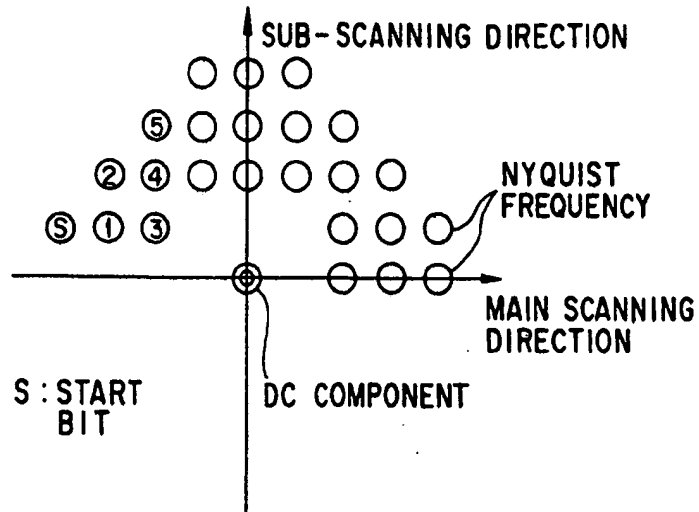 SUB-SCANNING DIRECTION
5
2 4
S 1 3
NYQUIST
FREQUENCY
MAIN SCANNING
DIRECTION
S : START
BIT
DC COMPONENT